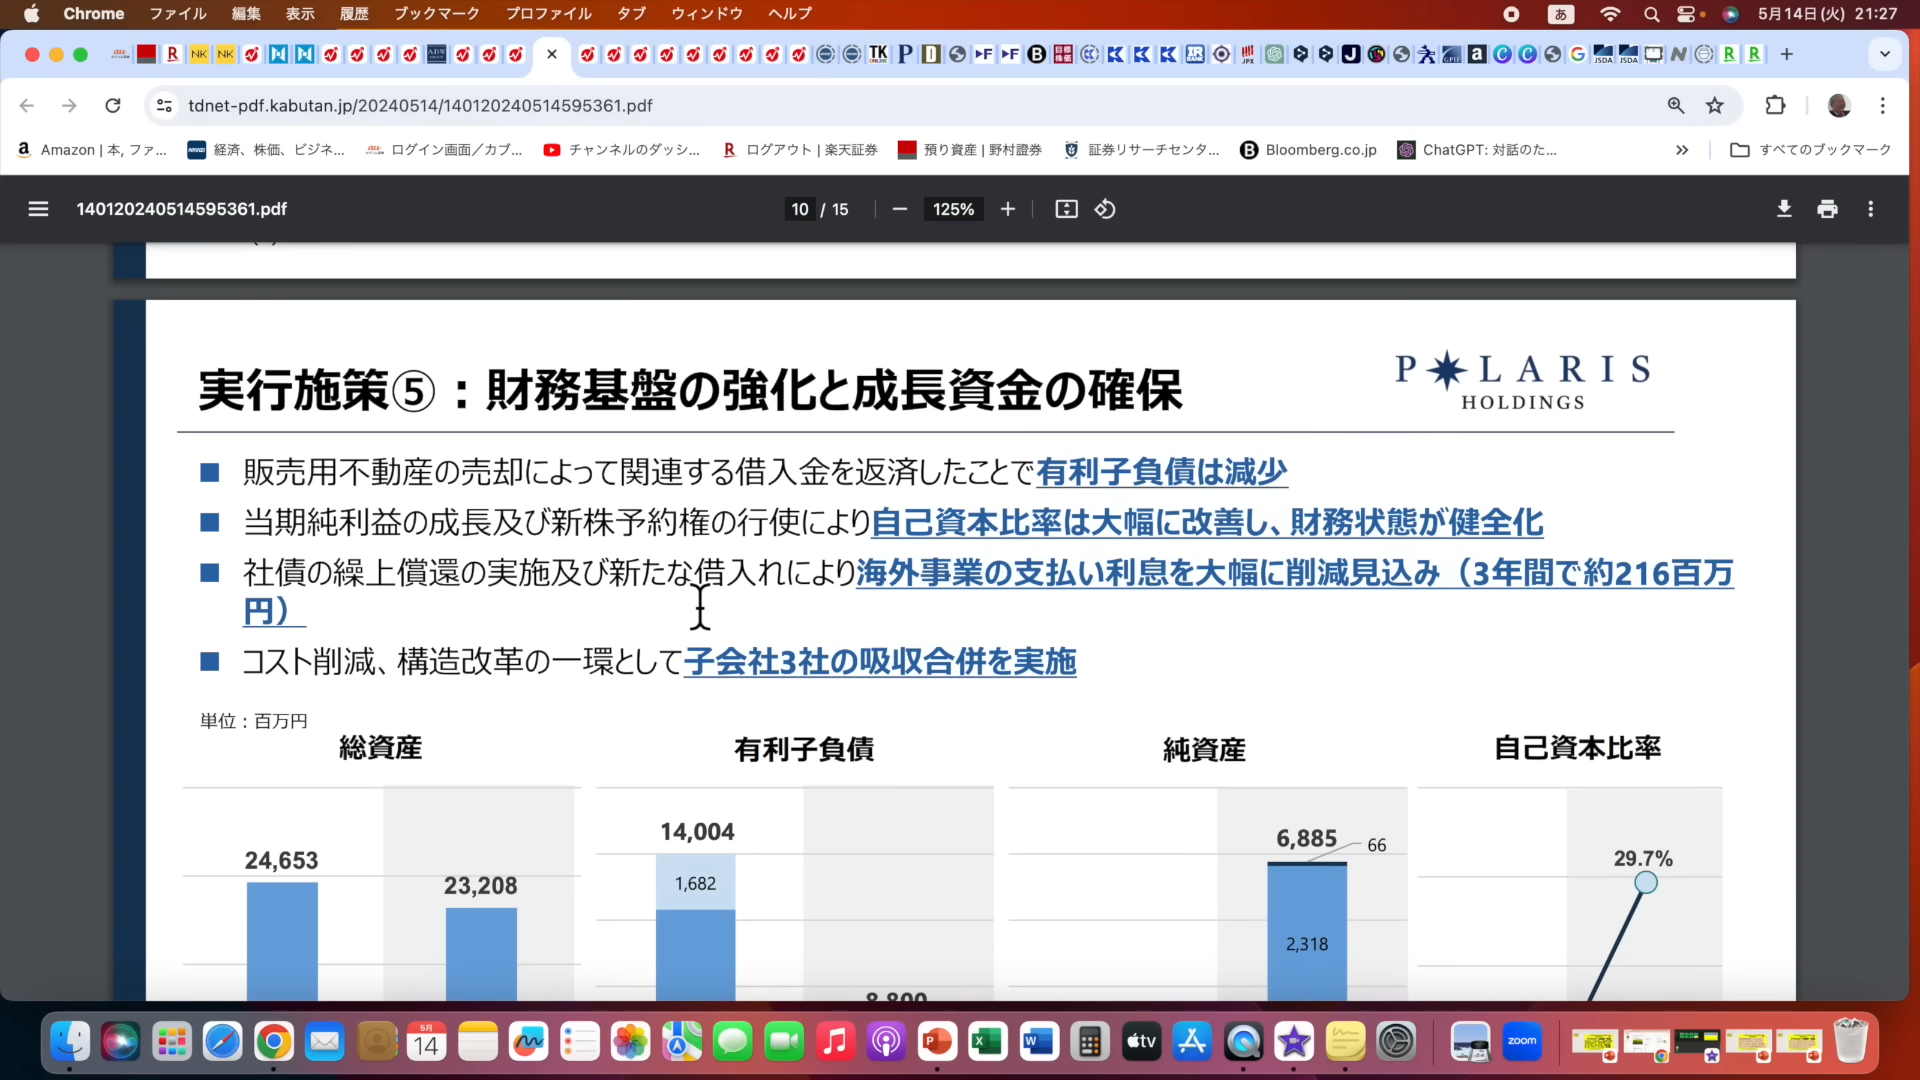 Chrome ファイル 編集 表示 履歴 ブックマーク プロファイル タブ ウィンドウ ヘルプ あ 5月14日(火) 21:27
tdnet-pdf.kabutan.jp/20240514/140120240514595361.pdf
Amazon | 本, ファ... 経済、株価、ビジネ... ログイン画面／カブ... チャンネルのダッシ... ログアウト | 楽天証券 預り資産 | 野村證券 証券リサーチセンタ... Bloomberg.co.jp ChatGPT: 対話のた... » すべてのブックマーク
140120240514595361.pdf 10 / 15 125%
実行施策⑤：財務基盤の強化と成長資金の確保
POLARIS
HOLDINGS
販売用不動産の売却によって関連する借入金を返済したことで有利子負債は減少
当期純利益の成長及び新株予約権の行使により自己資本比率は大幅に改善し、財務状態が健全化
社債の繰上償還の実施及び新たな借入れにより海外事業の支払い利息を大幅に削減見込み（3年間で約216百万
円）
コスト削減、構造改革の一環として子会社3社の吸収合併を実施
単位：百万円
総資産 有利子負債 純資産 自己資本比率
14,004
6,885 66
24,653 29.7%
1,682
23,208
2,318
8,800
5月
14
tv
zoom